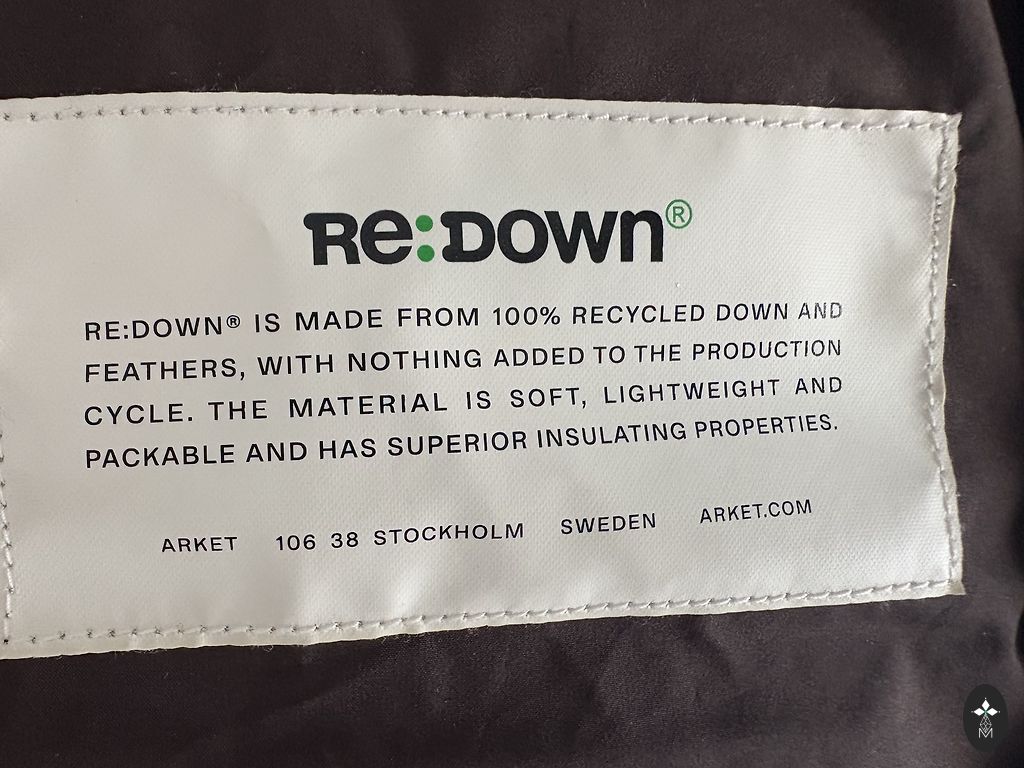 Re:Down®
RE:DOWN® IS MADE FROM 100% RECYCLED DOWN AND
FEATHERS, WITH NOTHING ADDED TO THE PRODUCTION
CYCLE. THE MATERIAL IS SOFT, LIGHTWEIGHT AND
PACKABLE AND HAS SUPERIOR INSULATING PROPERTIES.
ARKET 106 38 STOCKHOLM SWEDEN ARKET.COM
M